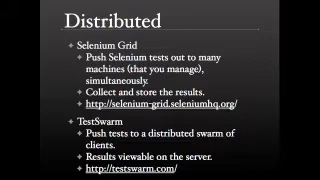 Distributed
Selenium Grid
Push Selenium tests out to many
machines (that you manage),
simultaneously.
Collect and store the results.
http://selenium-grid.seleniumhq.org/
TestSwarm
Push tests to a distributed swarm of
clients.
Results viewable on the server.
http://testswarm.com/